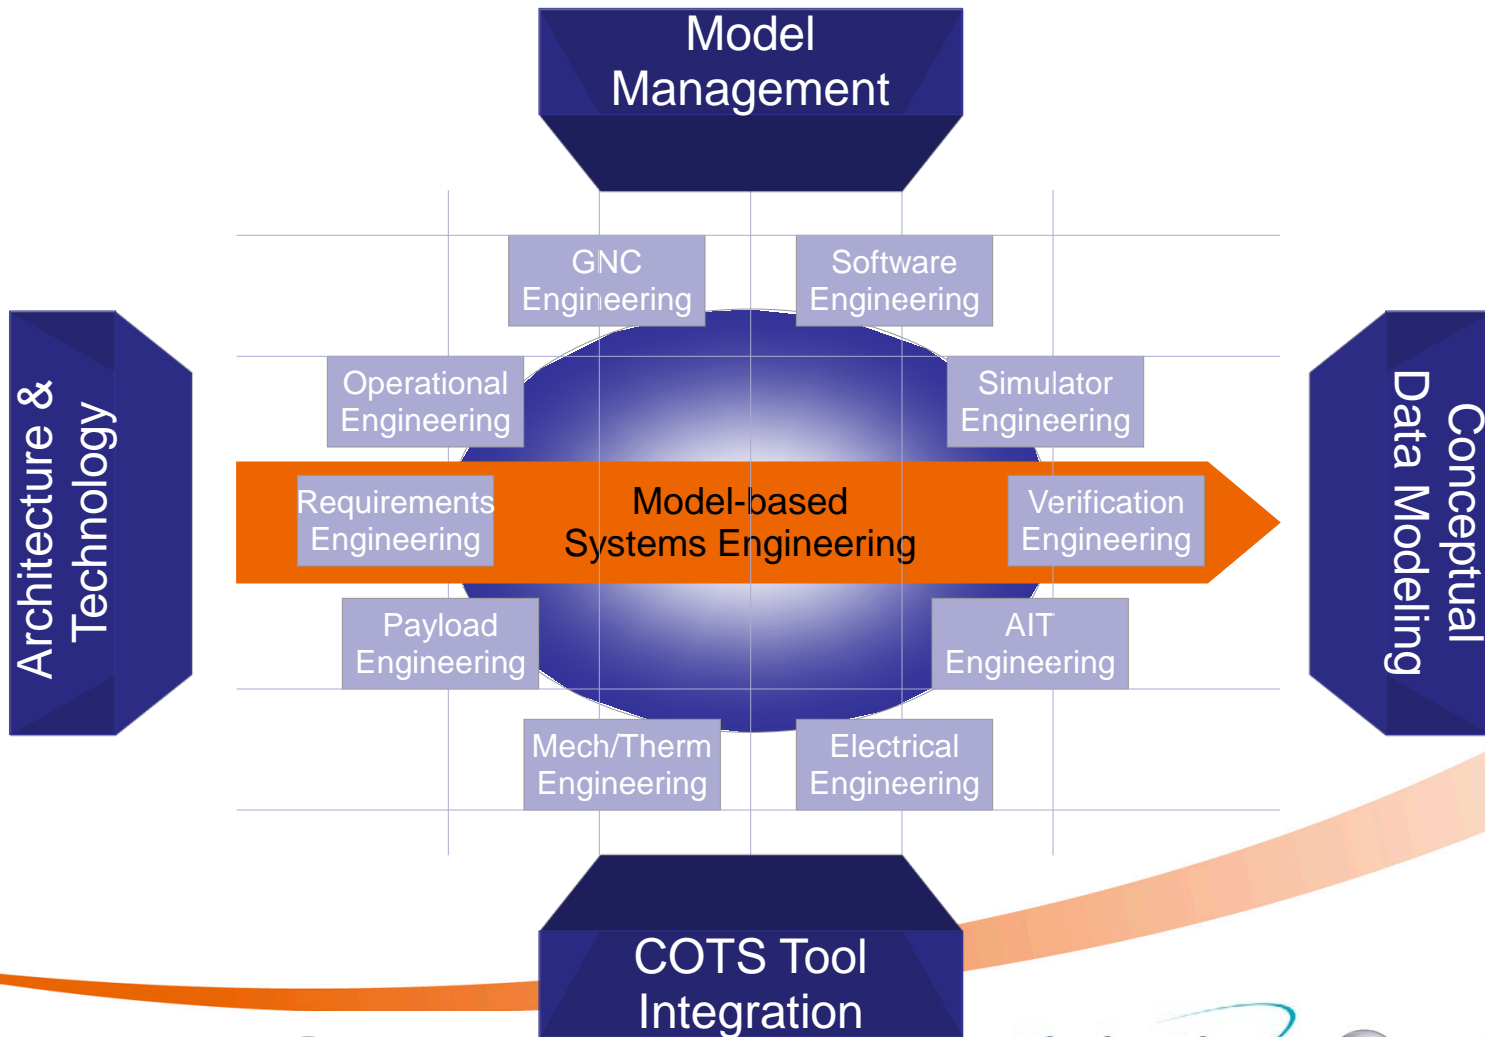 Model
Management
GNC
Engineering
Software
Engineering
Operational
Engineering
Simulator
Engineering
Architecture &
Technology
Conceptual
Data Modeling
Requirements
Engineering
Model-based
Systems Engineering
Verification
Engineering
Payload
Engineering
AIT
Engineering
Mech/Therm
Engineering
Electrical
Engineering
COTS Tool
Integration